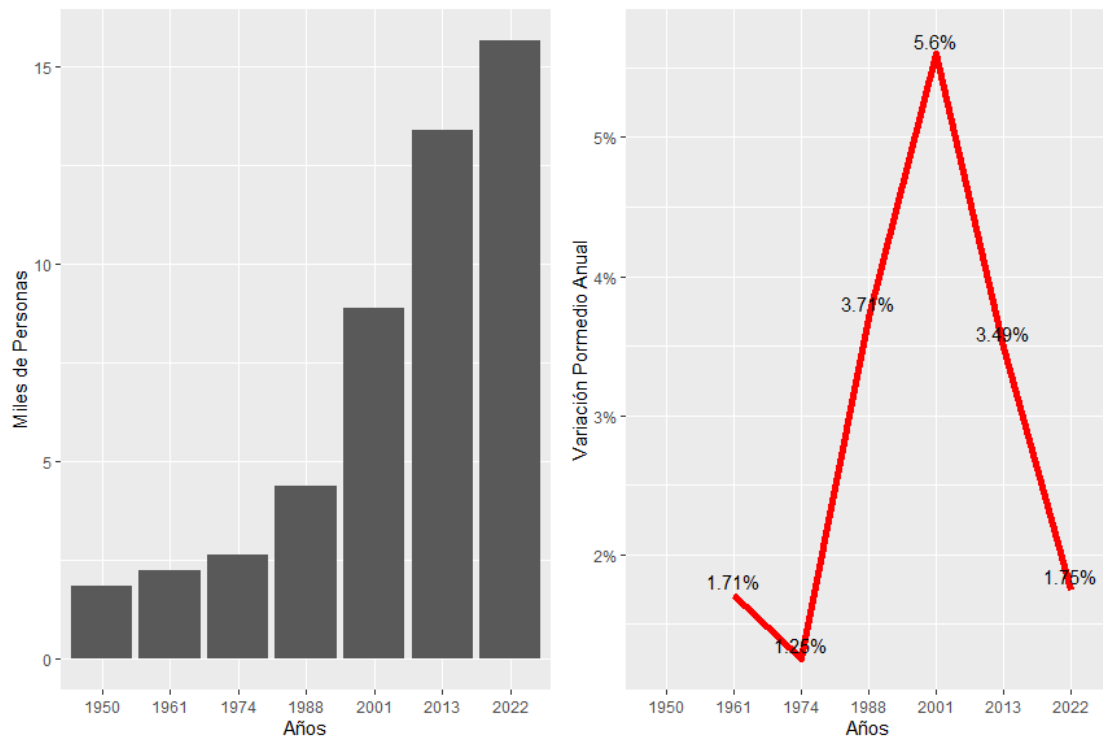 Miles de Personas
15
10
5
0
1950 1961 1974 1988 2001 2013 2022
Años
Variación Pormedio Anual
5%
4%
3%
2%
1.71%
1.25%
3.71%
5.6%
3.49%
1.75%
1950 1961 1974 1988 2001 2013 2022
Años